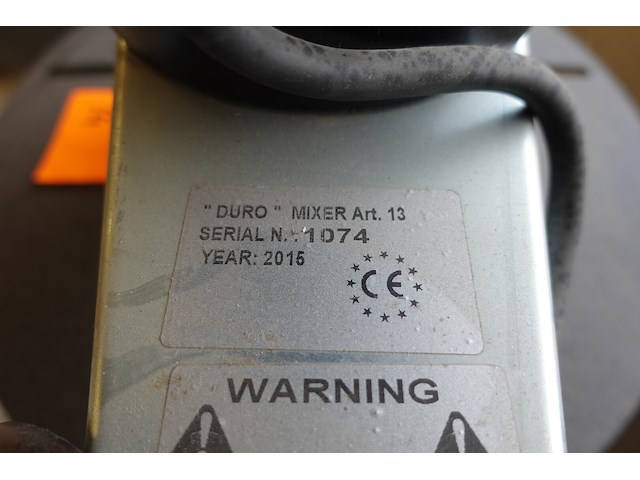 " DURO " MIXER Art. 13
SERIAL N. : 1074
YEAR: 2015
CE
WARNING